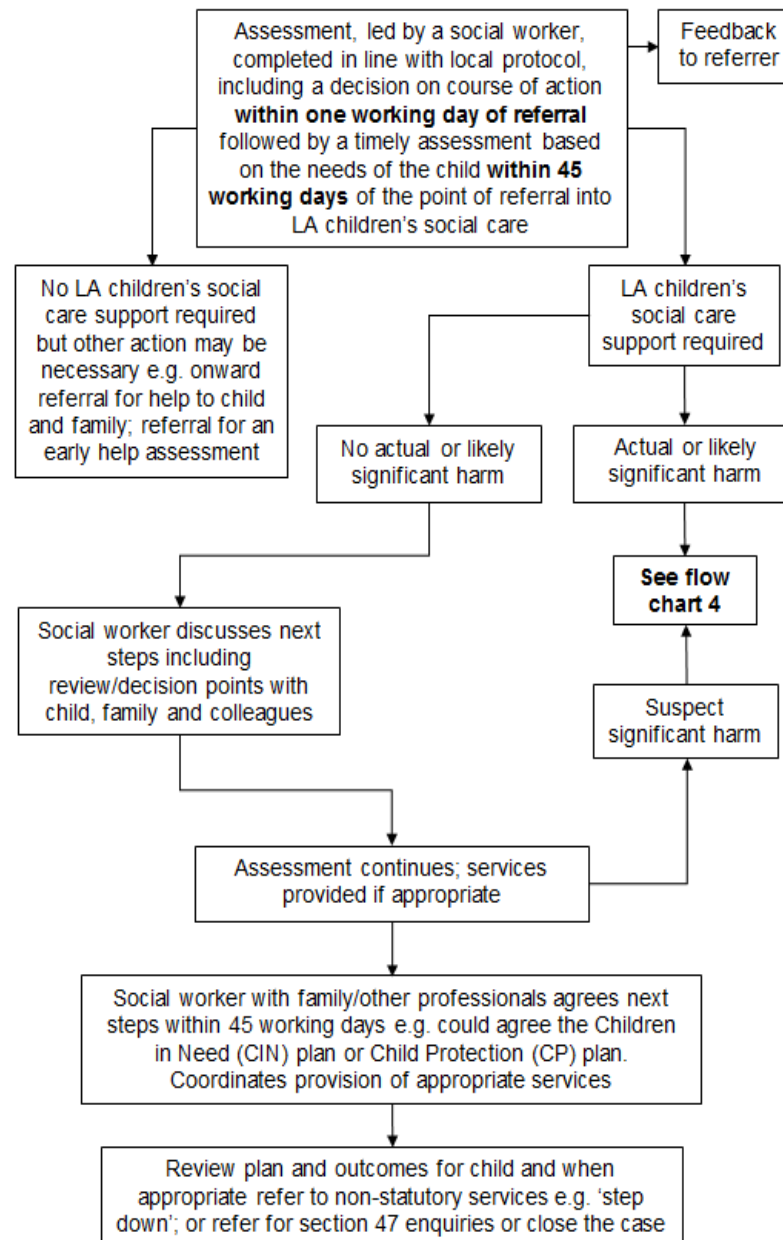 Assessment, led by a social worker,
completed in line with local protocol,
including a decision on course of action
within one working day of referral
followed by a timely assessment based
on the needs of the child within 45
working days of the point of referral into
LA children's social care
Feedback
to referrer
No LA children's social
care support required
but other action may be
necessary e.g. onward
referral for help to child
and family; referral for an
early help assessment
LA children's
social care
support required
No actual or likely
significant harm
Actual or likely
significant harm
See flow
chart 4
Social worker discusses next
steps including
review/decision points with
child, family and colleagues
Suspect
significant harm
Assessment continues; services
provided if appropriate
Social worker with family/other professionals agrees next
steps within 45 working days e.g. could agree the Children
in Need (CIN) plan or Child Protection (CP) plan.
Coordinates provision of appropriate services
Review plan and outcomes for child and when
appropriate refer to non-statutory services e.g. ‘step
down’; or refer for section 47 enquiries or close the case